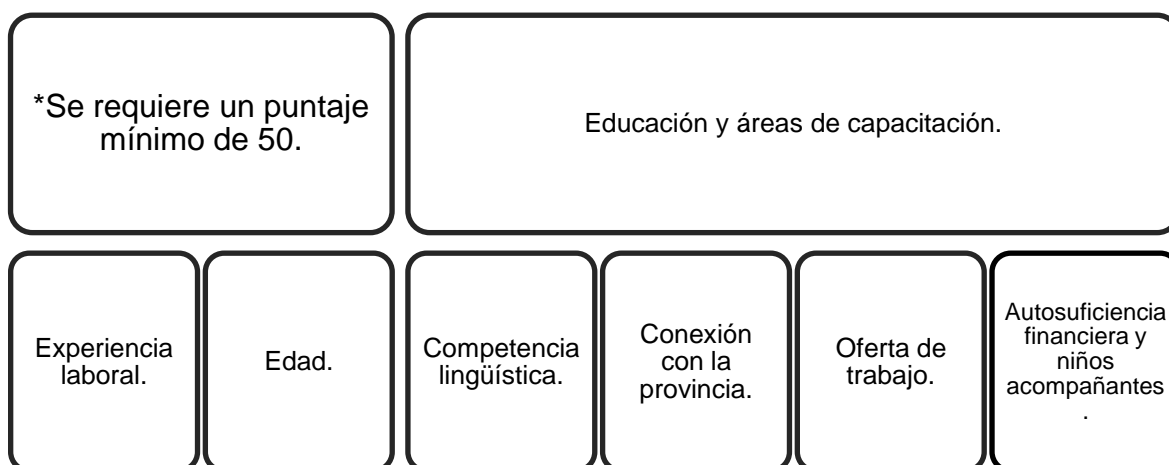 *Se requiere un puntaje
mínimo de 50.
Educación y áreas de capacitación.
Experiencia
laboral.
Edad.
Competencia
lingüística.
Conexión
con la
provincia.
Oferta de
trabajo.
Autosuficiencia
financiera y
niños
acompañantes
.